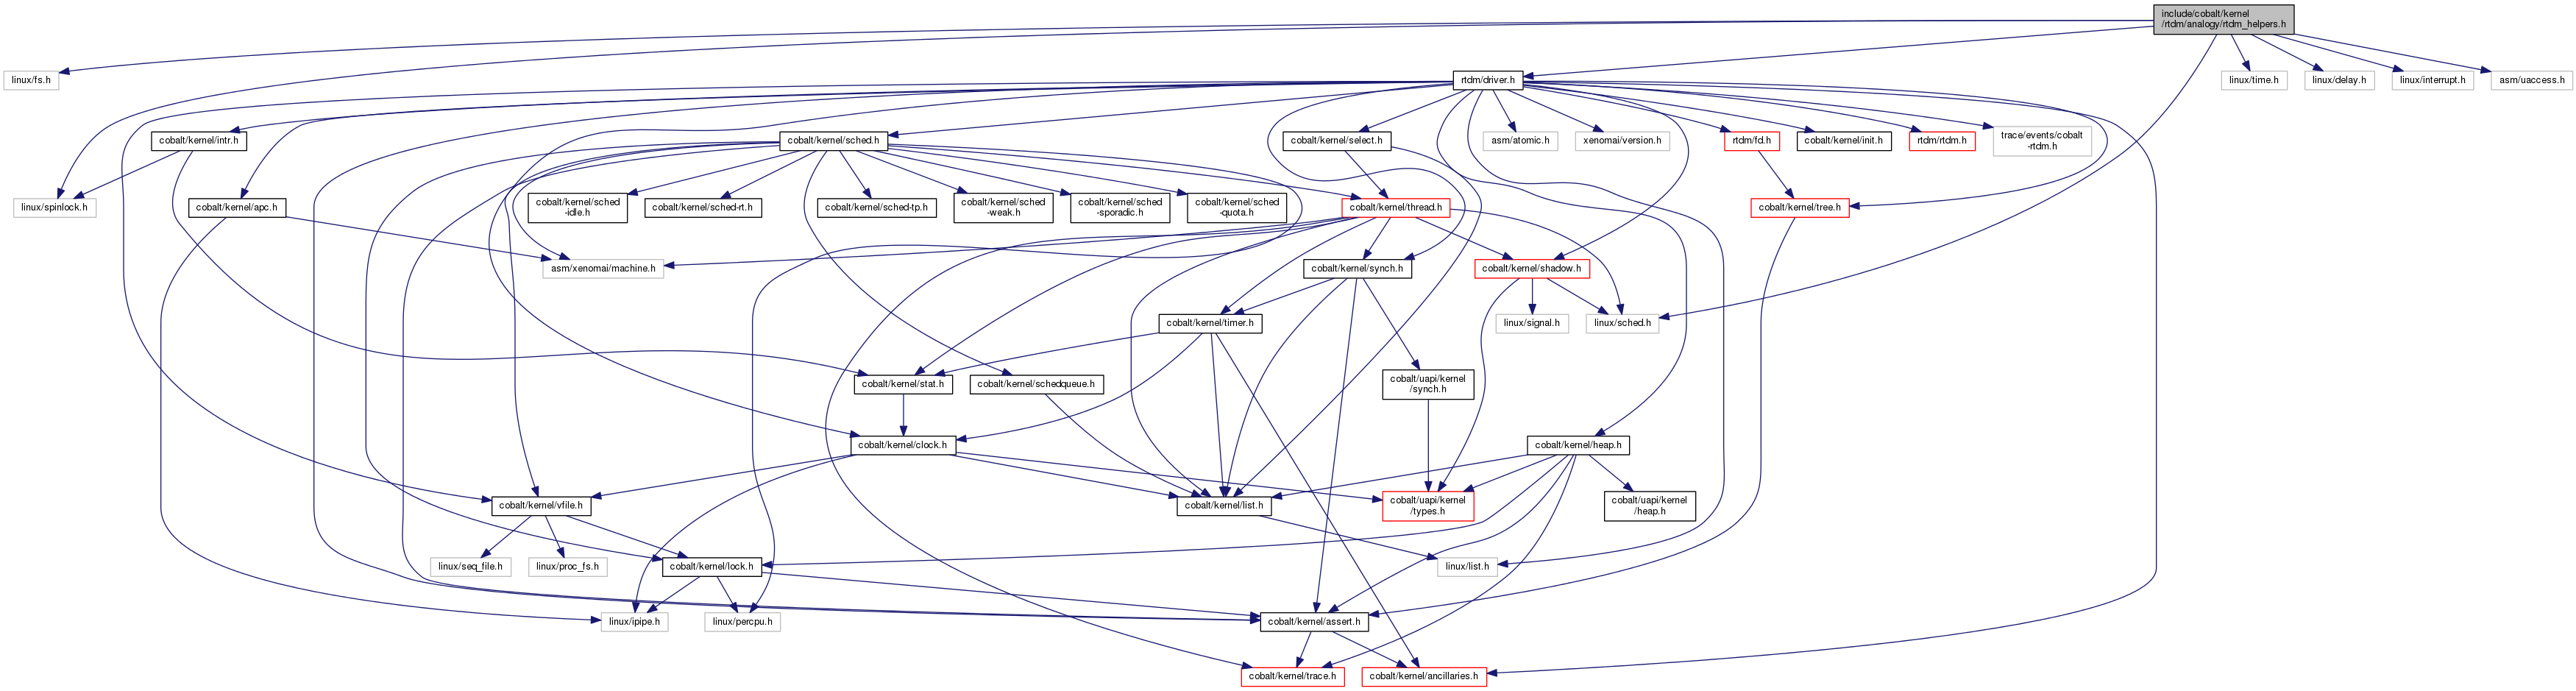 include/cobalt/kernel
/rtdm/analogy/rtdm_helpers.h
linux/fs.h
rtdm/driver.h
linux/time.h
linux/delay.h
linux/interrupt.h
asm/uaccess.h
cobalt/kernel/intr.h
cobalt/kernel/sched.h
cobalt/kernel/select.h
asm/atomic.h
xenomai/version.h
rtdm/fd.h
cobalt/kernel/init.h
rtdm/rtdm.h
trace/events/cobalt
-rtdm.h
linux/spinlock.h
cobalt/kernel/apc.h
cobalt/kernel/sched
-idle.h
cobalt/kernel/sched-rt.h
cobalt/kernel/sched-tp.h
cobalt/kernel/sched
-weak.h
cobalt/kernel/sched
-sporadic.h
cobalt/kernel/sched
-quota.h
cobalt/kernel/thread.h
cobalt/kernel/tree.h
asm/xenomai/machine.h
cobalt/kernel/synch.h
cobalt/kernel/shadow.h
cobalt/kernel/timer.h
linux/signal.h
linux/sched.h
cobalt/kernel/stat.h
cobalt/kernel/schedqueue.h
cobalt/uapi/kernel
/synch.h
cobalt/kernel/clock.h
cobalt/kernel/heap.h
cobalt/kernel/vfile.h
cobalt/kernel/list.h
cobalt/uapi/kernel
/types.h
cobalt/uapi/kernel
/heap.h
linux/seq_file.h
linux/proc_fs.h
cobalt/kernel/lock.h
linux/list.h
linux/ipipe.h
linux/percpu.h
cobalt/kernel/assert.h
cobalt/kernel/trace.h
cobalt/kernel/ancillaries.h